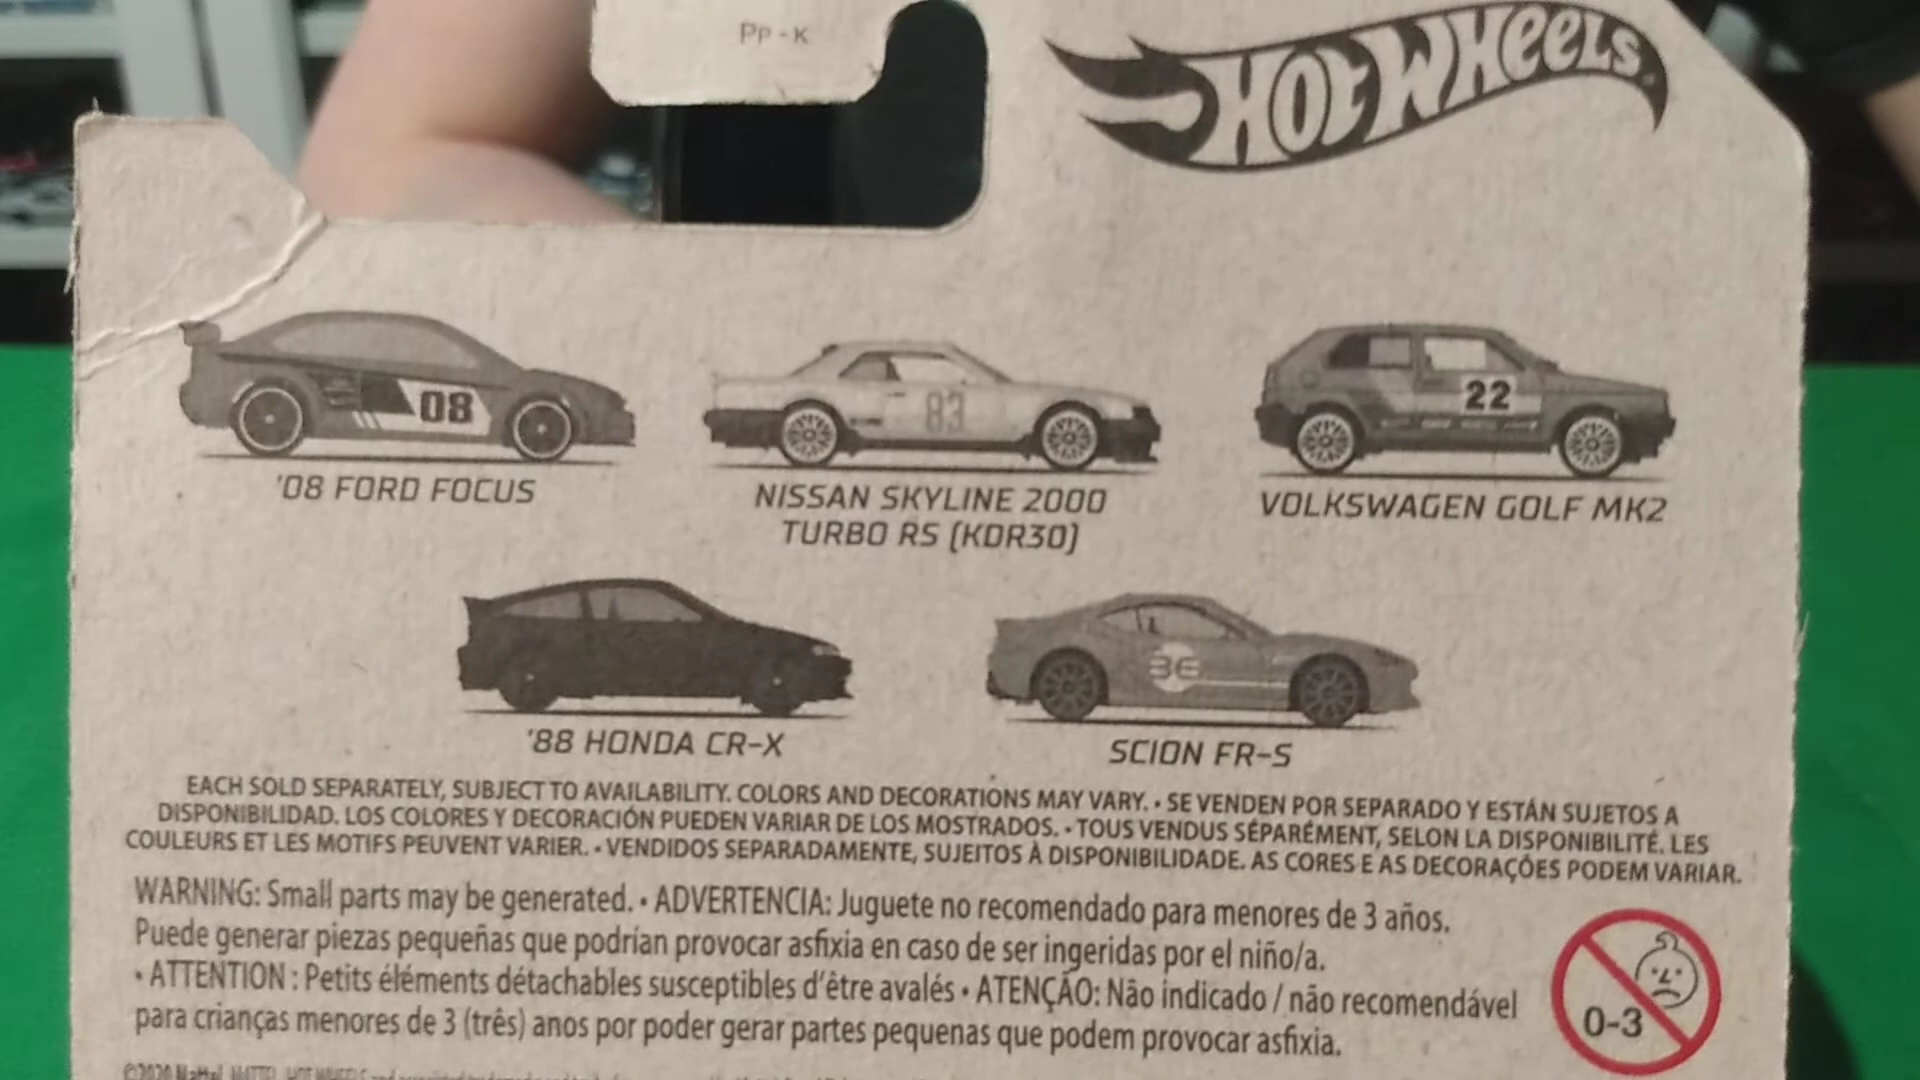 Pp-K
HOT WHEELS
08
83
22
'08 FORD FOCUS
NISSAN SKYLINE 2000
TURBO RS (KDR30)
VOLKSWAGEN GOLF MK2
'88 HONDA CR-X
SCION FR-S
EACH SOLD SEPARATELY, SUBJECT TO AVAILABILITY. COLORS AND DECORATIONS MAY VARY. • SE VENDEN POR SEPARADO Y ESTÁN SUJETOS A
DISPONIBILIDAD. LOS COLORES Y DECORACIÓN PUEDEN VARIAR DE LOS MOSTRADOS. • TOUS VENDUS SÉPARÉMENT, SELON LA DISPONIBILITÉ. LES
COULEURS ET LES MOTIFS PEUVENT VARIER. • VENDIDOS SEPARADAMENTE, SUJEITOS À DISPONIBILIDADE. AS CORES E AS DECORAÇÕES PODEM VARIAR.
WARNING: Small parts may be generated. • ADVERTENCIA: Juguete no recomendado para menores de 3 años.
Puede generar piezas pequeñas que podrían provocar asfixia en caso de ser ingeridas por el niño/a.
• ATTENTION : Petits éléments détachables susceptibles d'être avalés • ATENÇÃO: Não indicado / não recomendável
para crianças menores de 3 (três) anos por poder gerar partes pequenas que podem provocar asfixia.
0-3
©2020 Mattel.